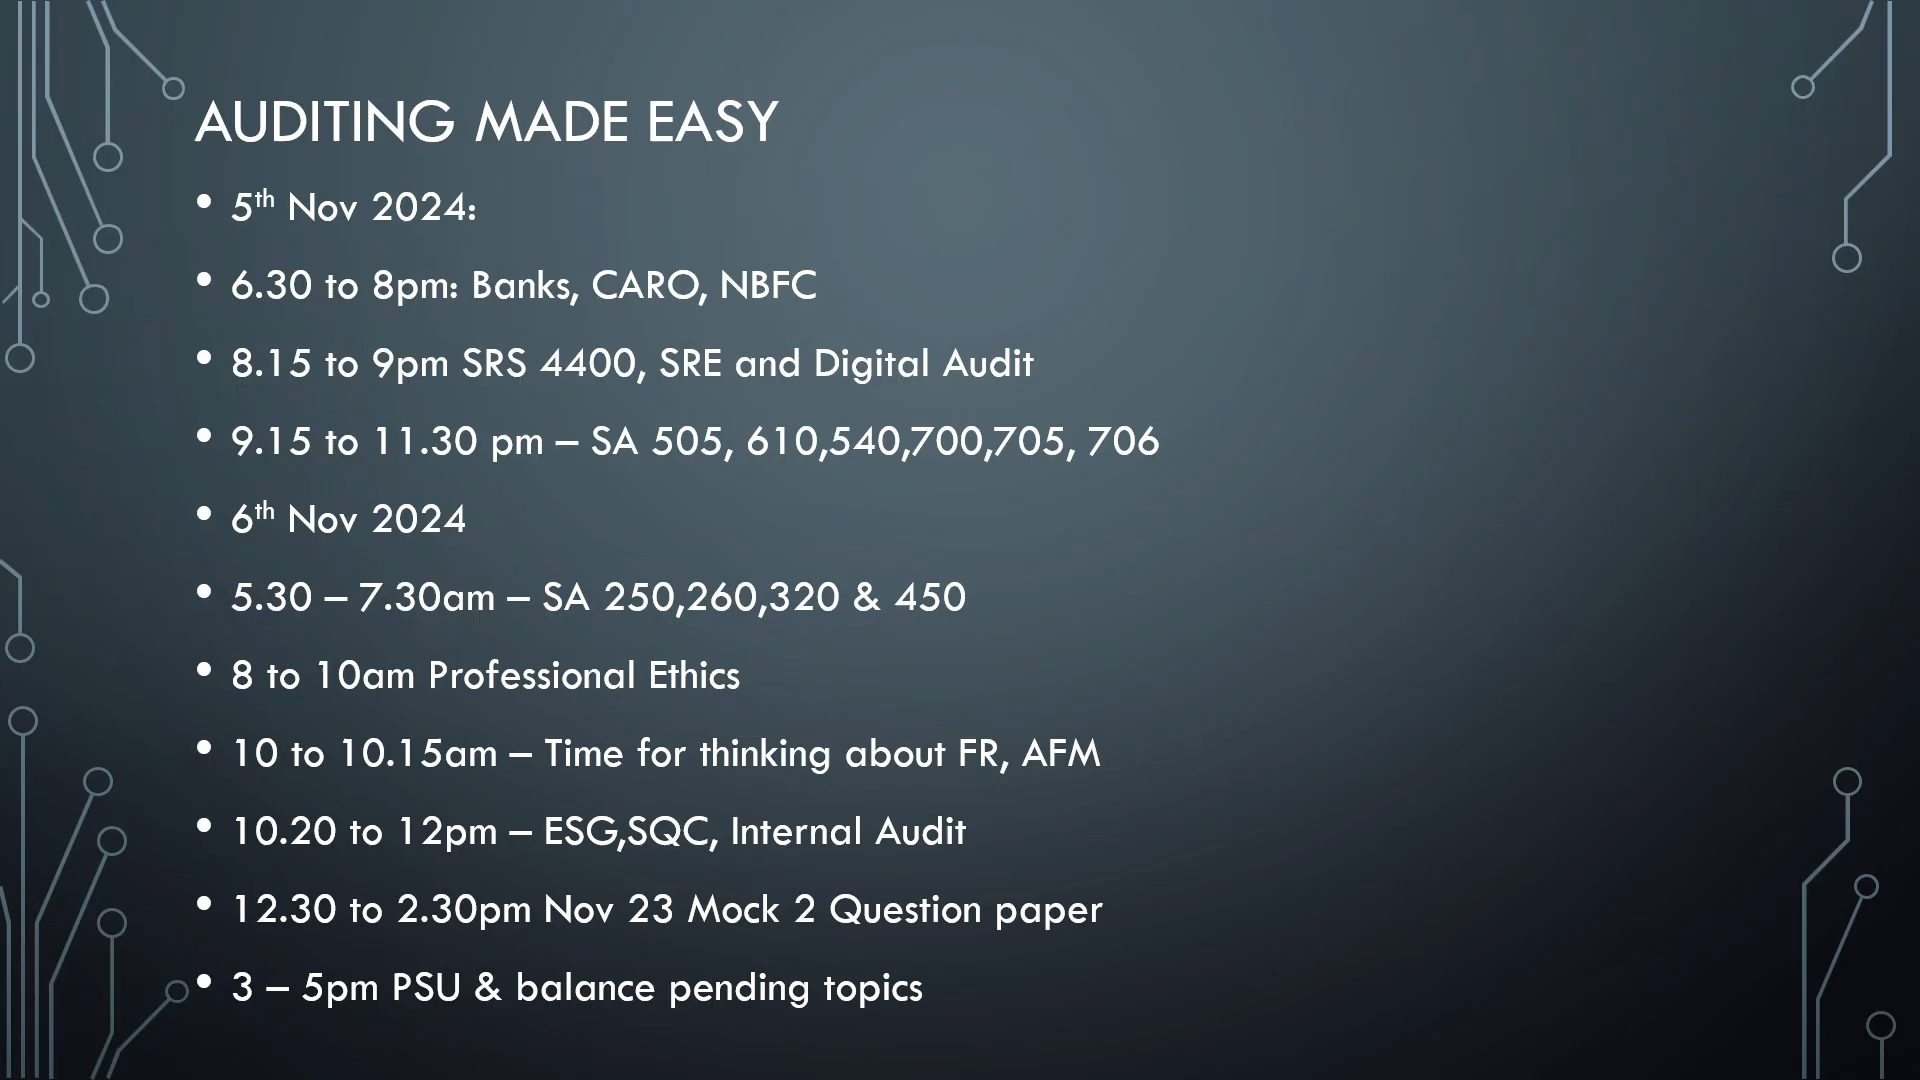 AUDITING MADE EASY
• 5th Nov 2024:
• 6.30 to 8pm: Banks, CARO, NBFC
• 8.15 to 9pm SRS 4400, SRE and Digital Audit
• 9.15 to 11.30 pm – SA 505, 610,540,700,705, 706
• 6th Nov 2024
• 5.30 – 7.30am – SA 250,260,320 & 450
• 8 to 10am Professional Ethics
• 10 to 10.15am – Time for thinking about FR, AFM
• 10.20 to 12pm – ESG,SQC, Internal Audit
• 12.30 to 2.30pm Nov 23 Mock 2 Question paper
• 3 – 5pm PSU & balance pending topics